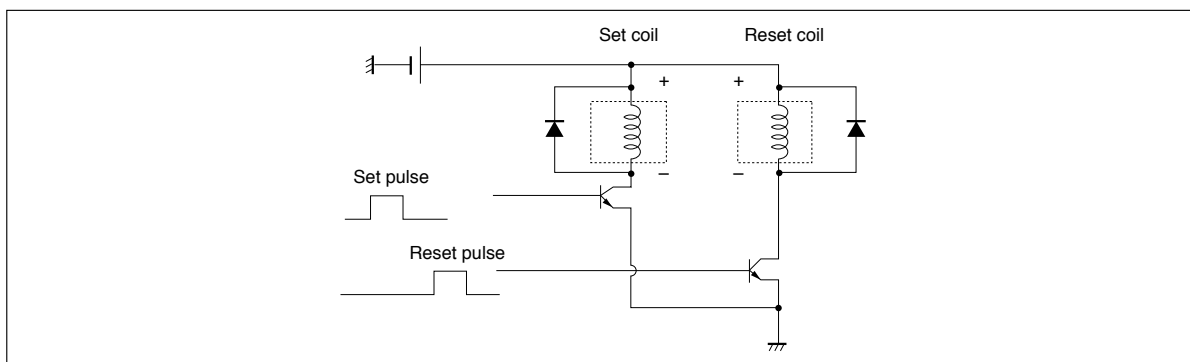 Set coil
Reset coil
+
+
−
−
Set pulse
Reset pulse